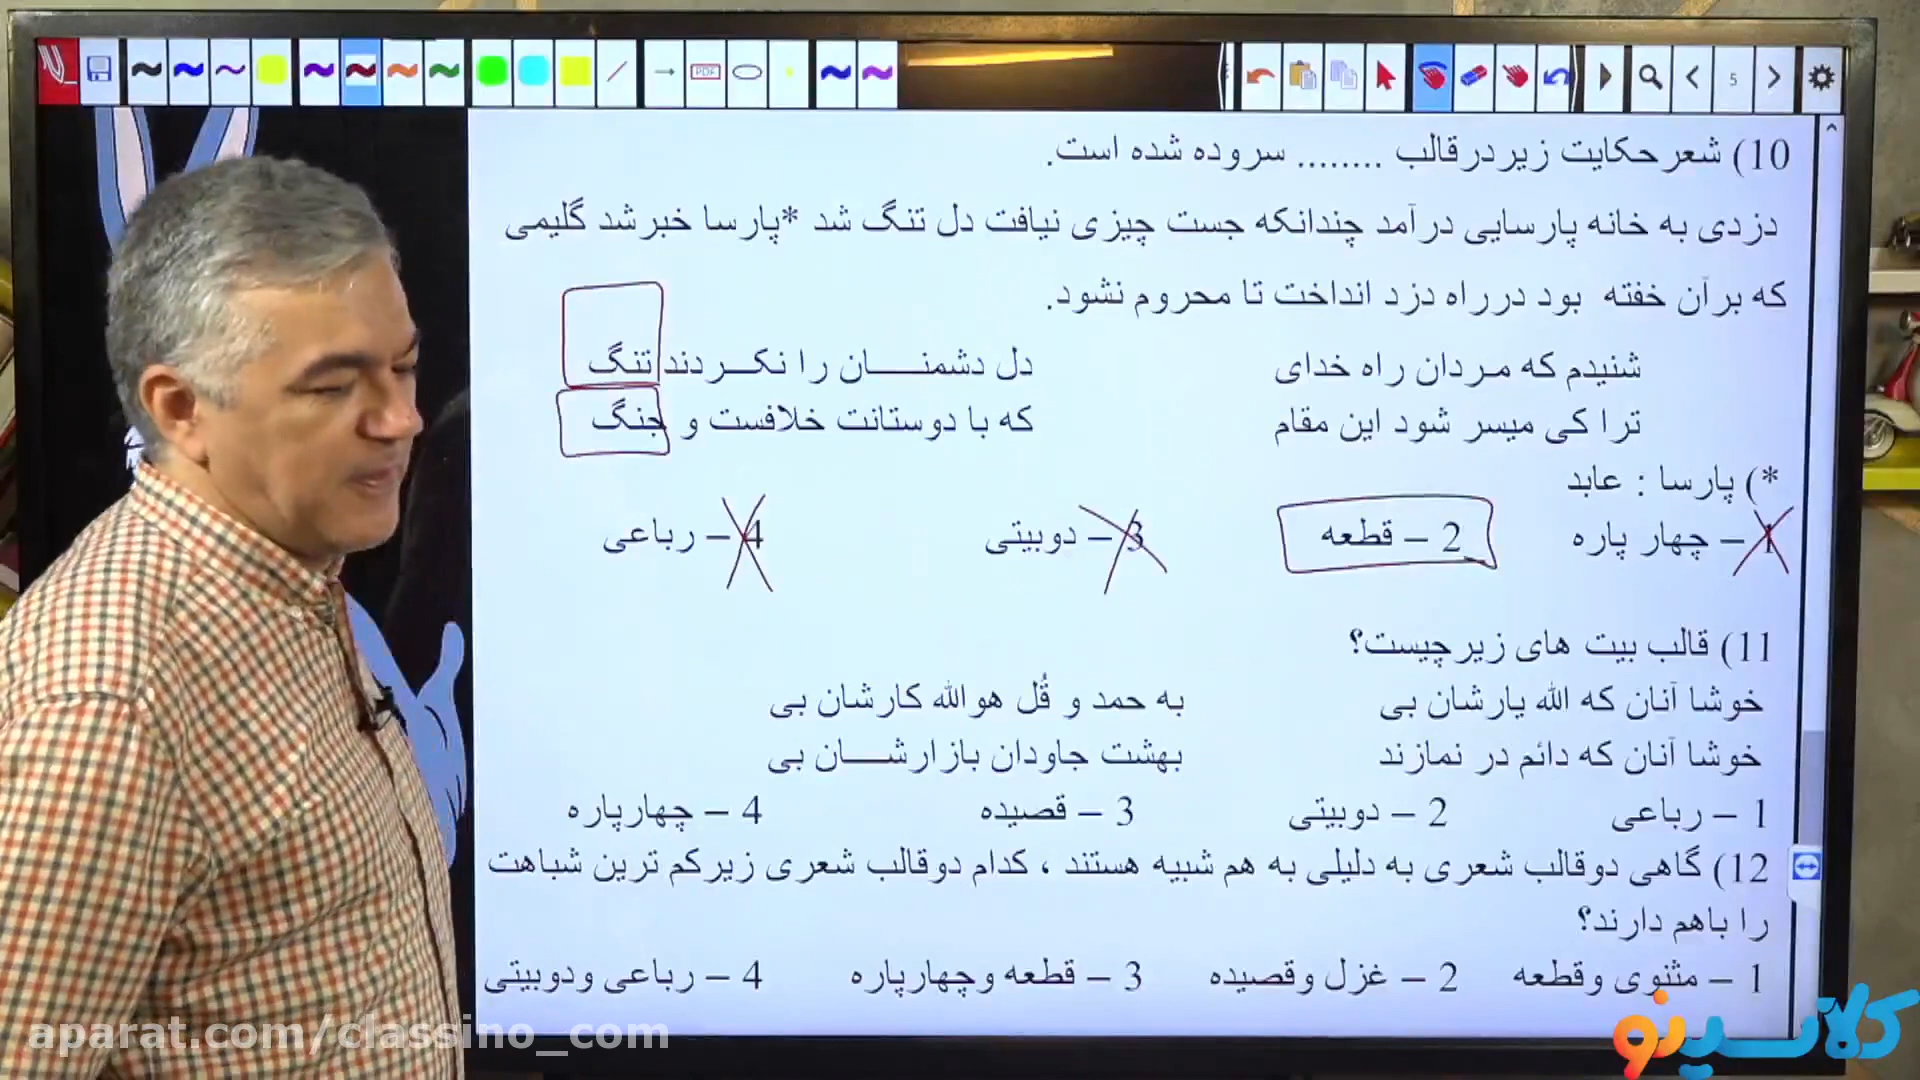 PDF
5
10) شعرحکایت زیردرقالب ........ سروده شده است.
دزدی به خانه پارسایی درآمد چندانکه جست چیزی نیافت دل تنگ شد *پارسا خبرشد گلیمی
که برآن خفته بود درراه دزد انداخت تا محروم نشود.
شنیدم که مردان راه خدای دل دشمنان را نکردند تنگ
ترا کی میسر شود این مقام که با دوستانت خلافست و جنگ
*) پارسا : عابد
1 – چهار پاره 2 – قطعه 3 – دوبیتی 4 – رباعی
11) قالب بیت های زیرچیست؟
خوشا آنان که الله یارشان بی به حمد و قُل هوالله کارشان بی
خوشا آنان که دائم در نمازند بهشت جاودان بازارشان بی
1 – رباعی 2 – دوبیتی 3 – قصیده 4 – چهارپاره
12) گاهی دوقالب شعری به دلیلی به هم شبیه هستند ، کدام دوقالب شعری زیرکم ترین شباهت
را باهم دارند؟
1 – مثنوی وقطعه 2 – غزل وقصیده 3 – قطعه وچهارپاره 4 – رباعی ودوبیتی
aparat.com/classino_com
کلاسینو